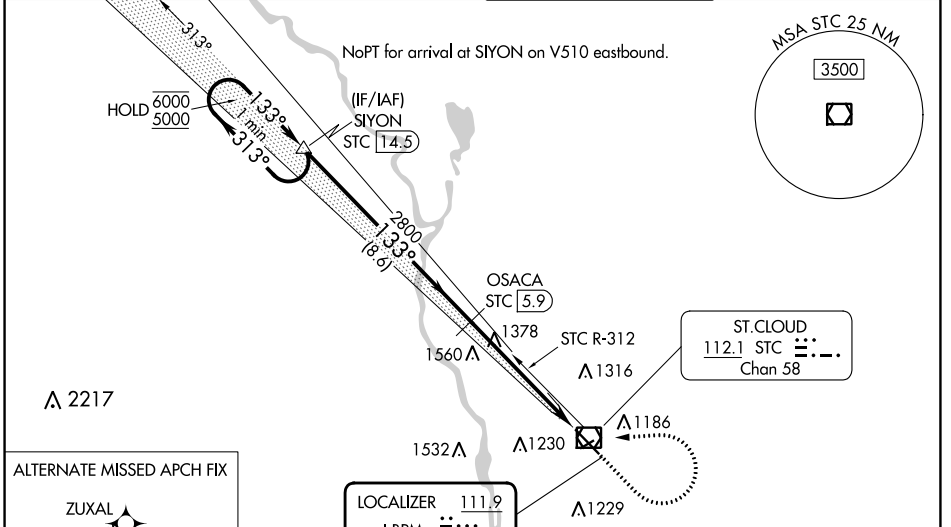 313°
NoPT for arrival at SIYON on V510 eastbound.
MSA STC 25 NM
3500
HOLD 6000
5000
133°
1 min
313°
(IF/IAF)
SIYON
STC 14.5
2800
133°
(8.6)
OSACA
STC 5.9
1378
1560
STC R-312
1316
ST.CLOUD
112.1 STC
Chan 58
2217
1186
1532
1230
ALTERNATE MISSED APCH FIX
ZUXAL
LOCALIZER 111.9
1229